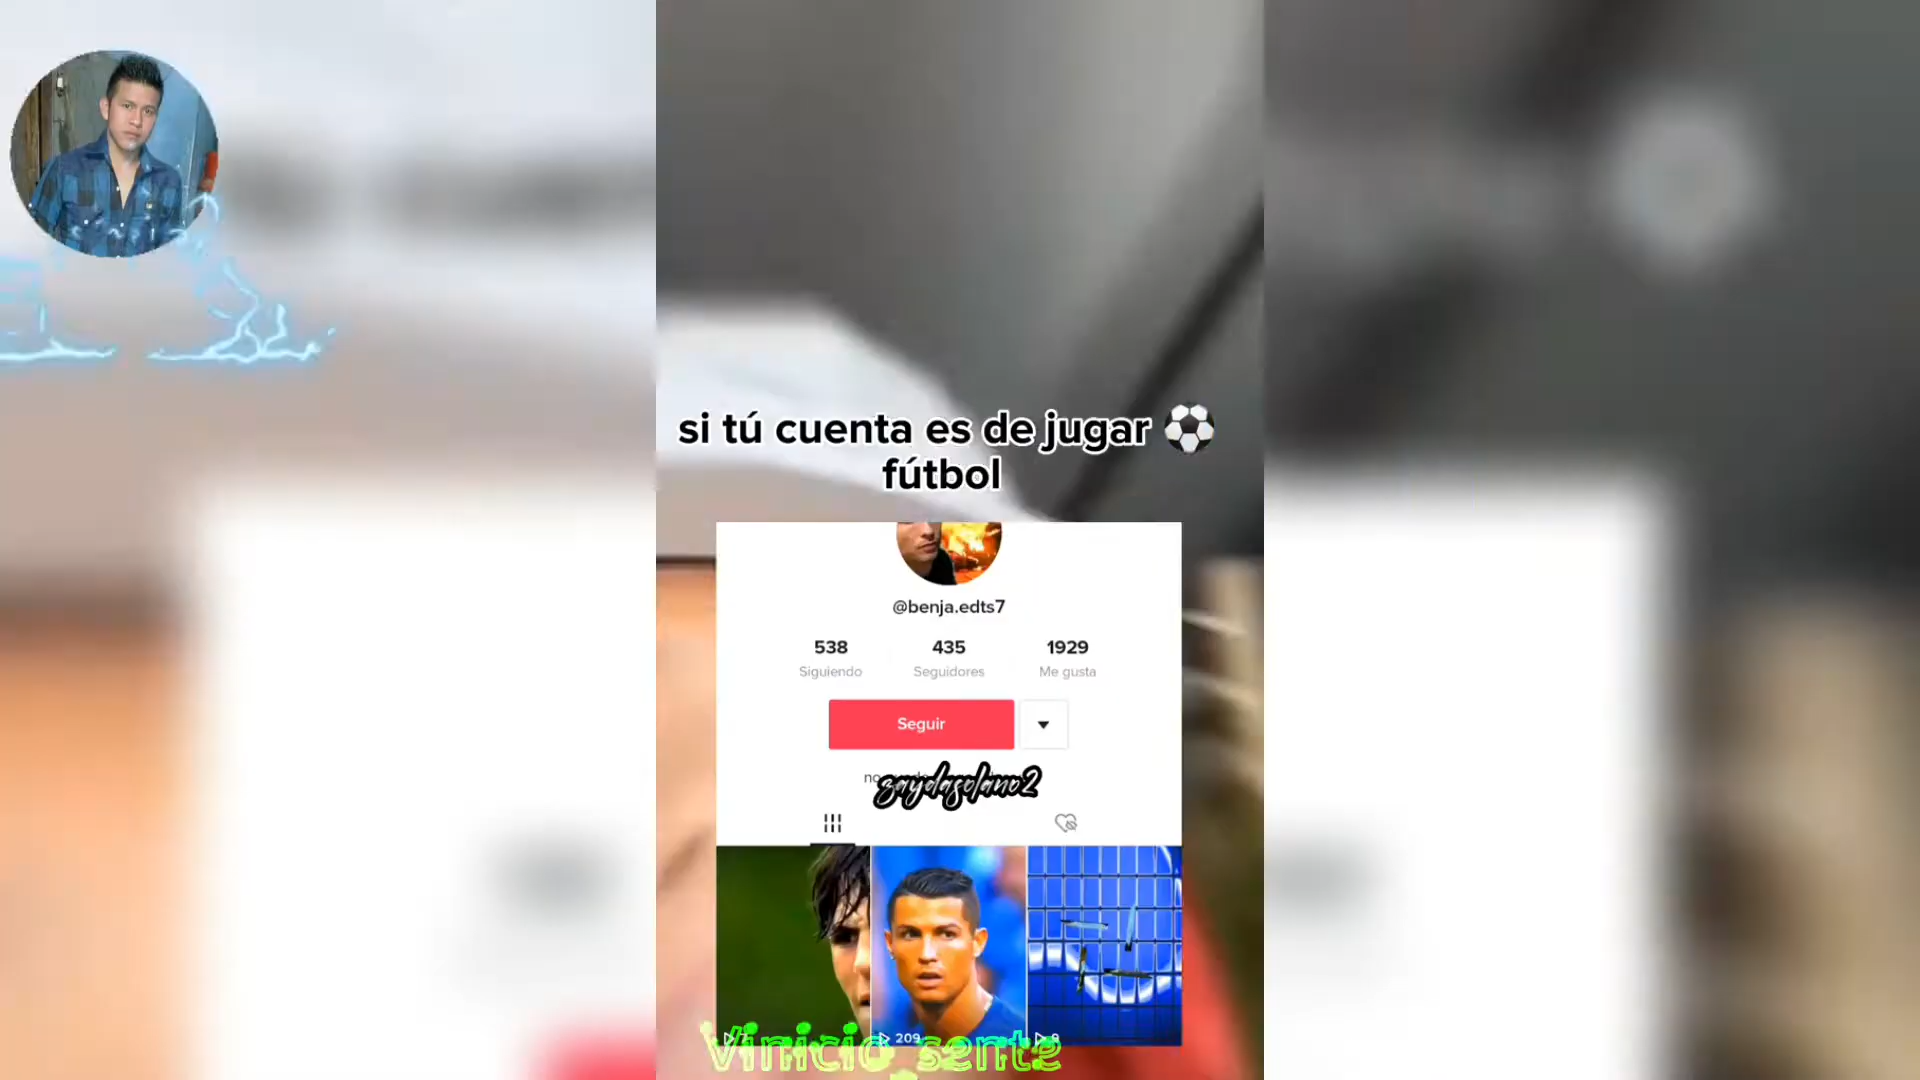 si tú cuenta es de jugar
fútbol
@benja.edts7
538
435
1929
Siguiendo
Seguidores
Me gusta
Seguir
zaydasolano2
209
Vinicio_sente